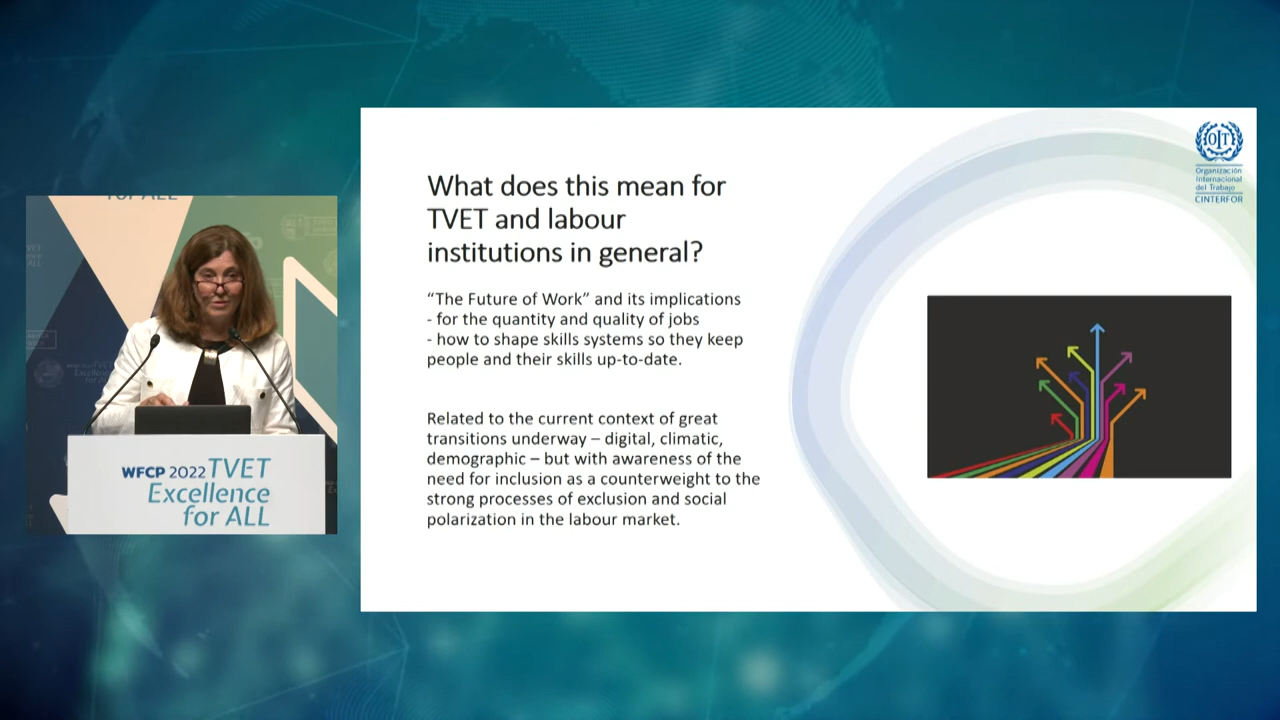 for ALL
WFCP 2022 TVET
Excellence
for ALL
What does this mean for
TVET and labour
institutions in general?
“The Future of Work” and its implications
- for the quantity and quality of jobs
- how to shape skills systems so they keep
people and their skills up-to-date.
Related to the current context of great
transitions underway – digital, climatic,
demographic – but with awareness of the
need for inclusion as a counterweight to the
strong processes of exclusion and social
polarization in the labour market.
OIT
Organización
Internacional
del Trabajo
CINTERFOR